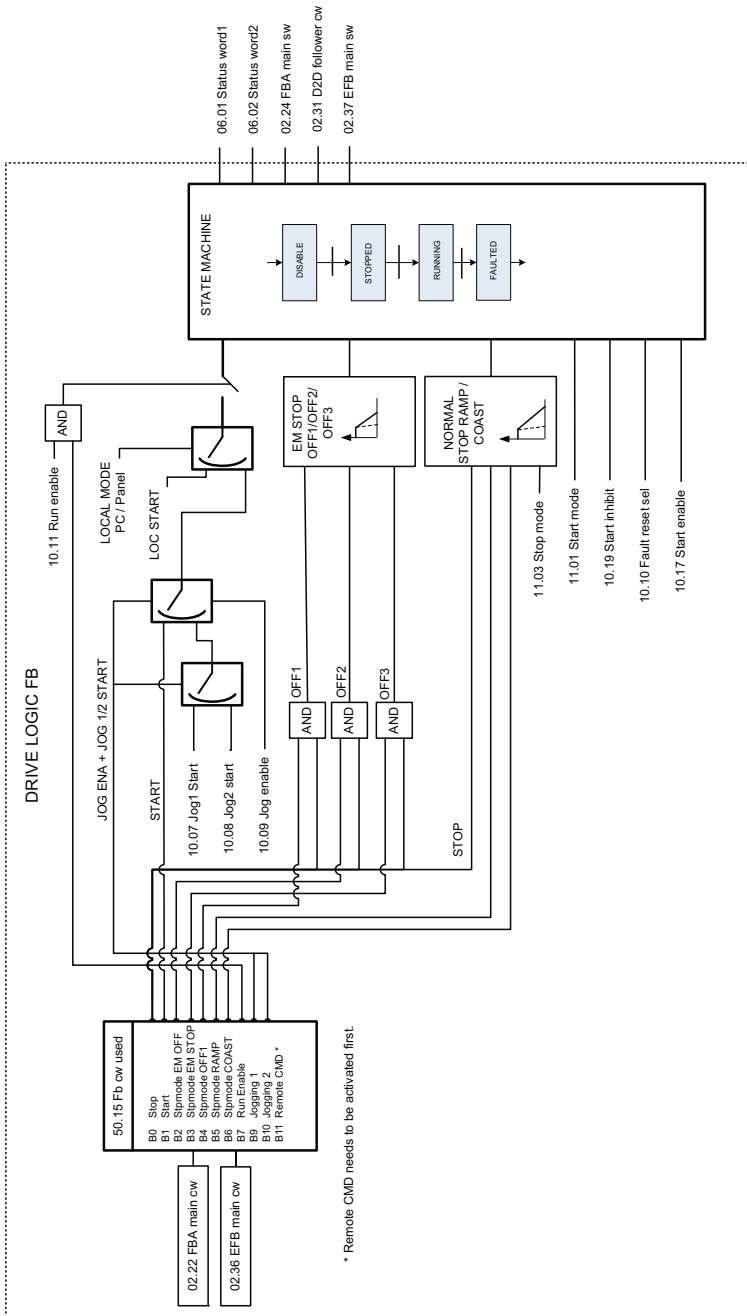 DRIVE LOGIC FB
50.15 Fb cw used
B0 Stop
B1 Start
B2 Stpmode EM OFF
B3 Stpmode EM STOP
B4 Stpmode OFF1
B5 Stpmode RAMP
B6 Stpmode COAST
B7 Run Enable
B9 Jogging 1
B10 Jogging 2
B11 Remote CMD *
02.22 FBA main cw
02.36 EFB main cw
* Remote CMD needs to be activated first.
JOG ENA + JOG 1/2 START
START
10.07 Jog1 Start
10.08 Jog2 start
10.09 Jog enable
10.11 Run enable
AND
LOCAL MODE
PC / Panel
LOC START
AND
OFF1
AND
OFF2
AND
OFF3
STOP
EM STOP
OFF1/OFF2/
OFF3
NORMAL
STOP RAMP /
COAST
11.03 Stop mode
11.01 Start mode
10.19 Start inhibit
10.10 Fault reset sel
10.17 Start enable
STATE MACHINE
DISABLE
STOPPED
RUNNING
FAULTED
06.01 Status word1
06.02 Status word2
02.24 FBA main sw
02.31 D2D follower cw
02.37 EFB main sw